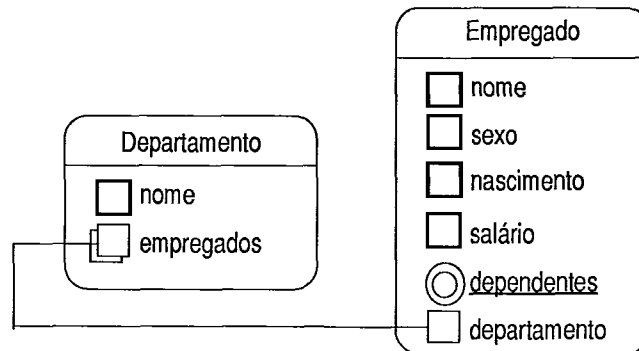 Departamento
nome
empregados
Empregado
nome
sexo
nascimento
salário
dependentes
departamento